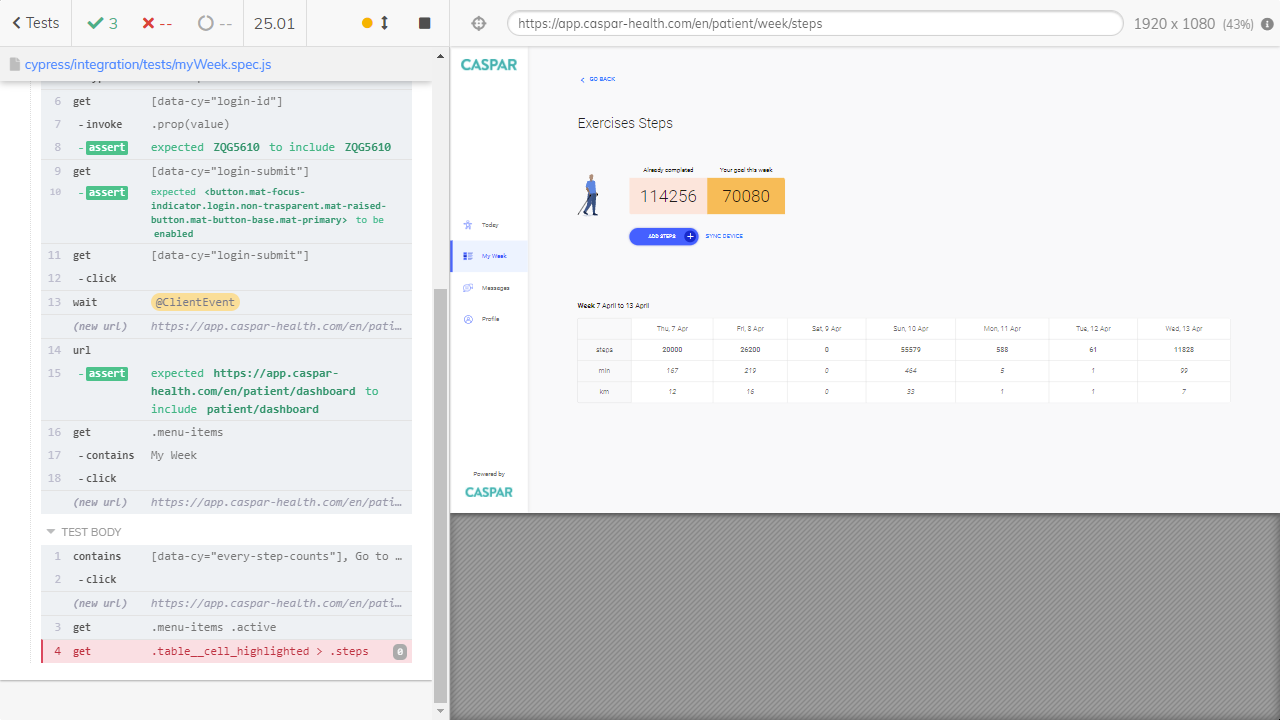 Tests
3
--
--
25.01
https://app.caspar-health.com/en/patient/week/steps
1920 x 1080 (43%)
cypress/integration/tests/myWeek.spec.js
6 get [data-cy="login-id"]
7 -invoke .prop(value)
8 -assert expected ZQG5610 to include ZQG5610
9 get [data-cy="login-submit"]
10 -assert expected <button.mat-focus-
indicator.login.non-trasparent.mat-raised-
button.mat-button-base.mat-primary> to be
enabled
11 get [data-cy="login-submit"]
12 -click
13 wait @ClientEvent
(new url) https://app.caspar-health.com/en/pati…
14 url
15 -assert expected https://app.caspar-
health.com/en/patient/dashboard to
include patient/dashboard
16 get .menu-items
17 -contains My Week
18 -click
(new url) https://app.caspar-health.com/en/pati…
TEST BODY
1 contains [data-cy="every-step-counts"], Go to …
2 -click
(new url) https://app.caspar-health.com/en/pati…
3 get .menu-items .active
4 get .table__cell_highlighted > .steps 0
CASPAR
Today
My Week
Messages
Profile
Powered by
CASPAR
GO BACK
Exercises Steps
Already completed Your goal this week
114256 70080
ADD STEPS + SYNC DEVICE
Week 7 April to 13 April
Thu, 7 Apr Fri, 8 Apr Sat, 9 Apr Sun, 10 Apr Mon, 11 Apr Tue, 12 Apr Wed, 13 Apr
steps 20000 26200 0 55579 588 61 11828
min 167 219 0 464 5 1 99
km 12 16 0 33 1 1 7